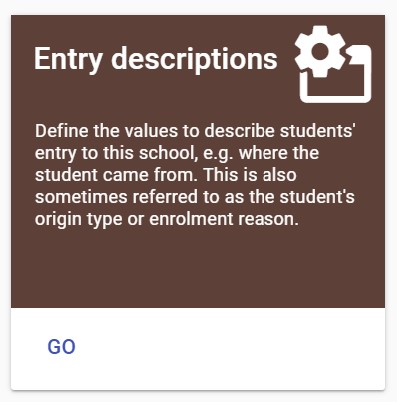 Entry descriptions
Define the values to describe students'
entry to this school, e.g. where the
student came from. This is also
sometimes referred to as the student's
origin type or enrolment reason.
GO